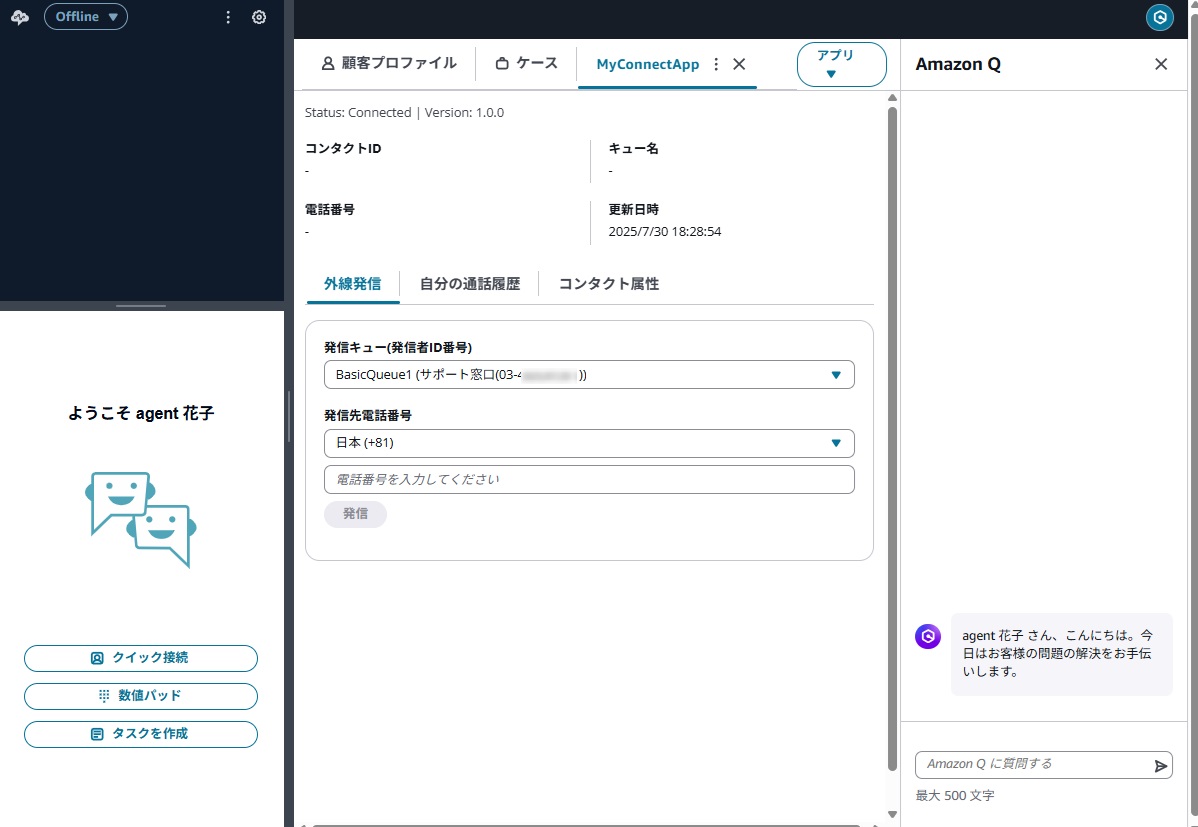 Offline
ようこそ agent 花子
クイック接続
数値パッド
タスクを作成
顧客プロファイル
ケース
MyConnectApp
アプリ
Status: Connected | Version: 1.0.0
コンタクトID
-
キュー名
-
電話番号
-
更新日時
2025/7/30 18:28:54
外線発信
自分の通話履歴
コンタクト属性
発信キュー(発信者ID番号)
BasicQueue1 (サポート窓口(03-4 ))
発信先電話番号
日本 (+81)
電話番号を入力してください
発信
Amazon Q
agent 花子 さん、こんにちは。今
日はお客様の問題の解決をお手伝
いします。
Amazon Q に質問する
最大 500 文字